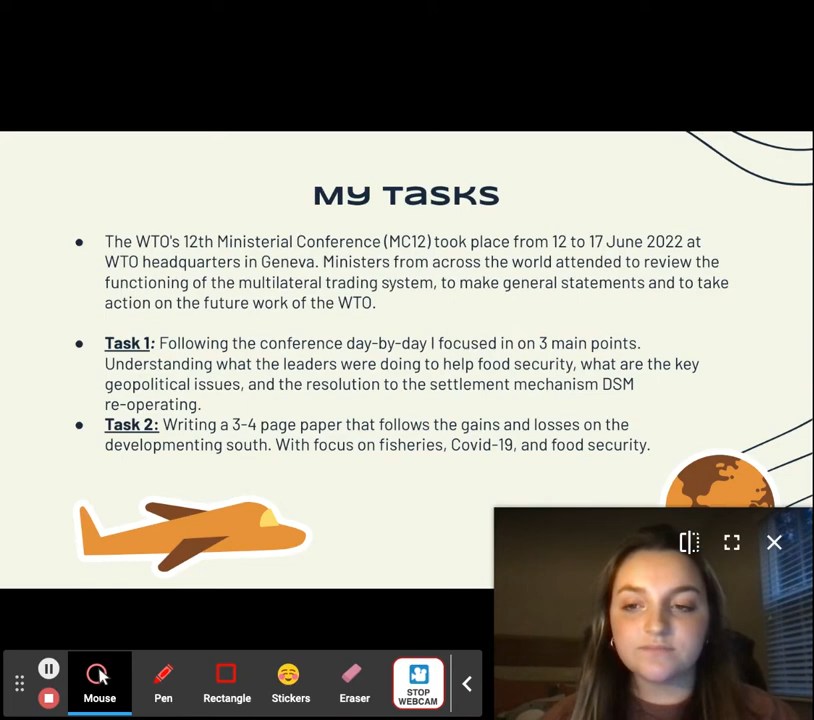 My Tasks
● The WTO's 12th Ministerial Conference (MC12) took place from 12 to 17 June 2022 at
WTO headquarters in Geneva. Ministers from across the world attended to review the
functioning of the multilateral trading system, to make general statements and to take
action on the future work of the WTO.
● Task 1: Following the conference day-by-day I focused in on 3 main points.
Understanding what the leaders were doing to help food security, what are the key
geopolitical issues, and the resolution to the settlement mechanism DSM
re-operating.
● Task 2: Writing a 3-4 page paper that follows the gains and losses on the
developmenting south. With focus on fisheries, Covid-19, and food security.
Mouse
Pen
Rectangle
Stickers
Eraser
STOP
WEBCAM